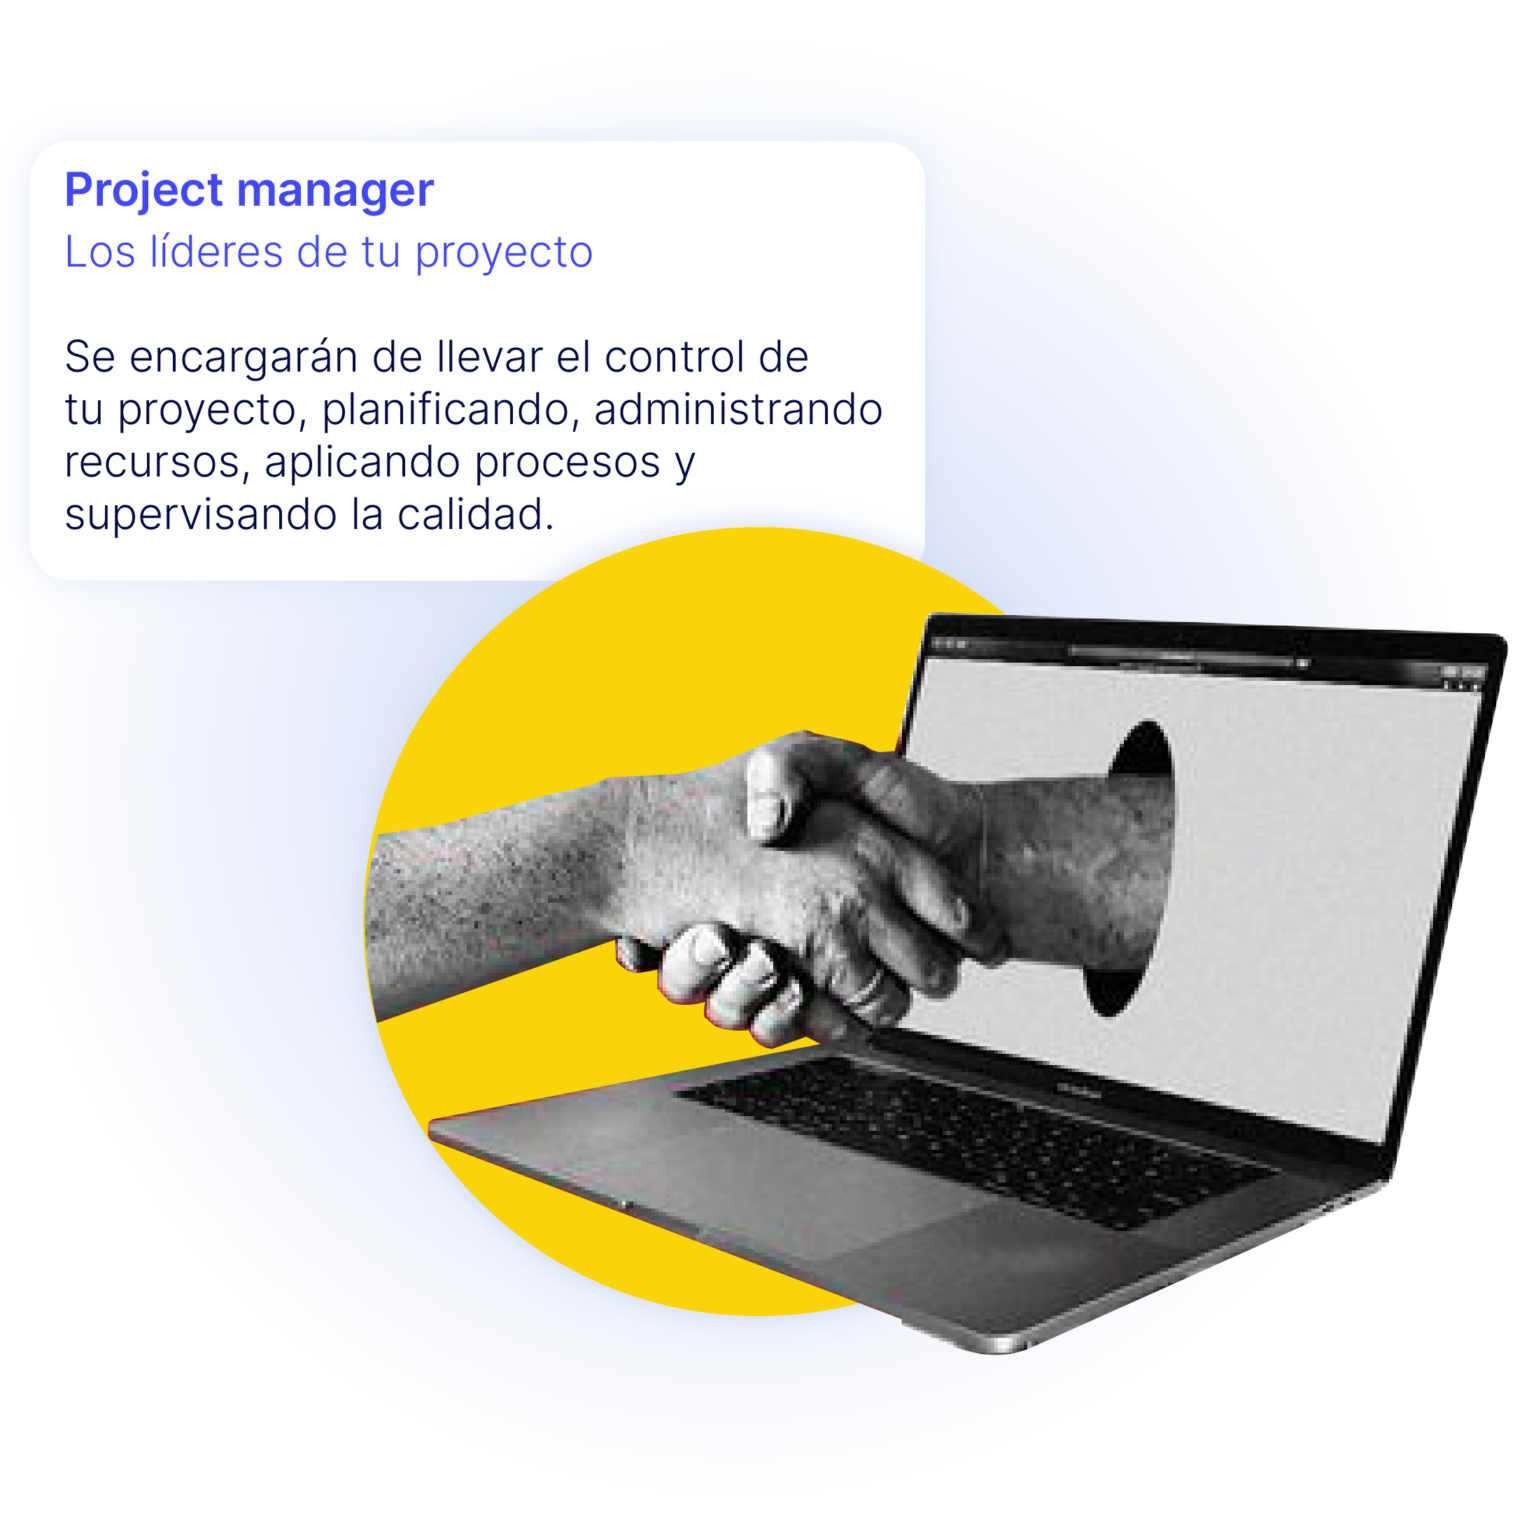 Project manager
Los líderes de tu proyecto
Se encargarán de llevar el control de
tu proyecto, planificando, administrando
recursos, aplicando procesos y
supervisando la calidad.